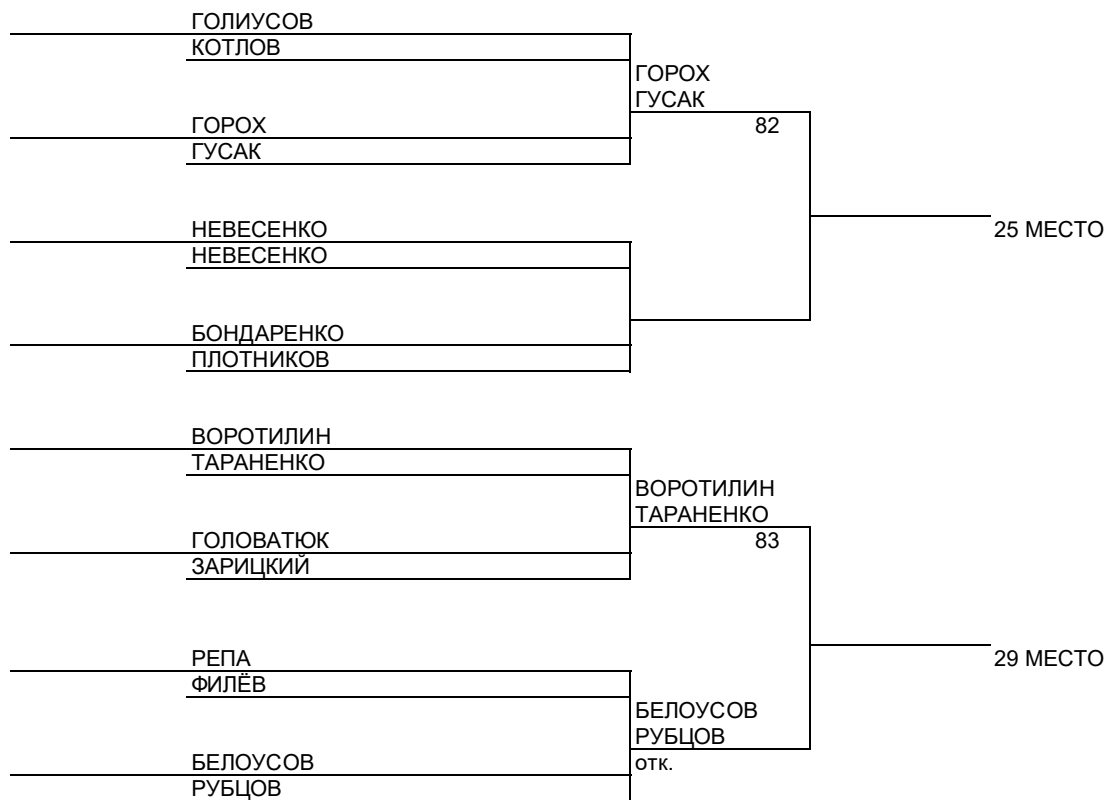 ГОЛИУСОВ
КОТЛОВ
ГОРОХ
ГУСАК
82
ГОРОХ
ГУСАК
25 МЕСТО
НЕВЕСЕНКО
НЕВЕСЕНКО
БОНДАРЕНКО
ПЛОТНИКОВ
ВОРОТИЛИН
ТАРАНЕНКО
ВОРОТИЛИН
ТАРАНЕНКО
83
ГОЛОВАТЮК
ЗАРИЦКИЙ
29 МЕСТО
РЕПА
ФИЛЁВ
БЕЛОУСОВ
РУБЦОВ
отк.
БЕЛОУСОВ
РУБЦОВ